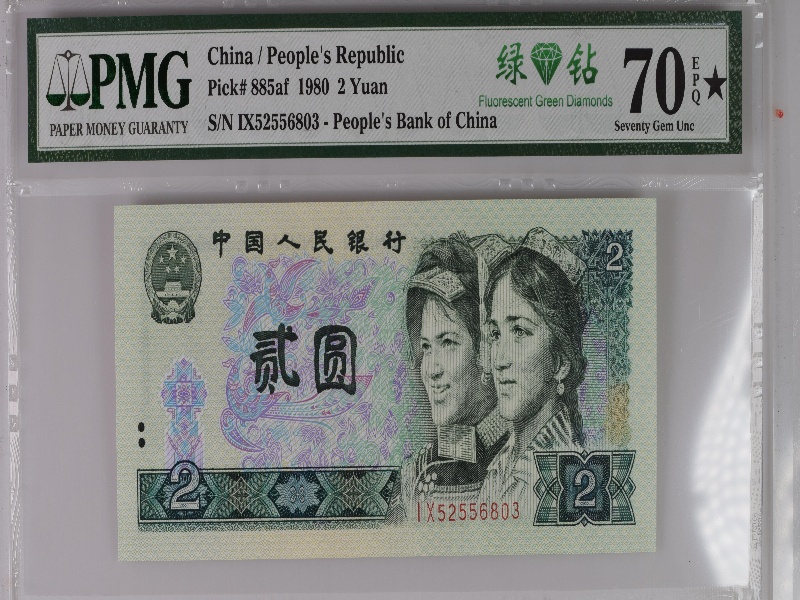 PMG
PAPER MONEY GUARANTY
China / People's Republic
Pick# 885af 1980 2 Yuan
S/N IX52556803 - People's Bank of China
绿 钻
Fluorescent Green Diamonds
70 EPQ ★
Seventy Gem Unc
中国人民银行
2
贰圆
2
2
IX52556803